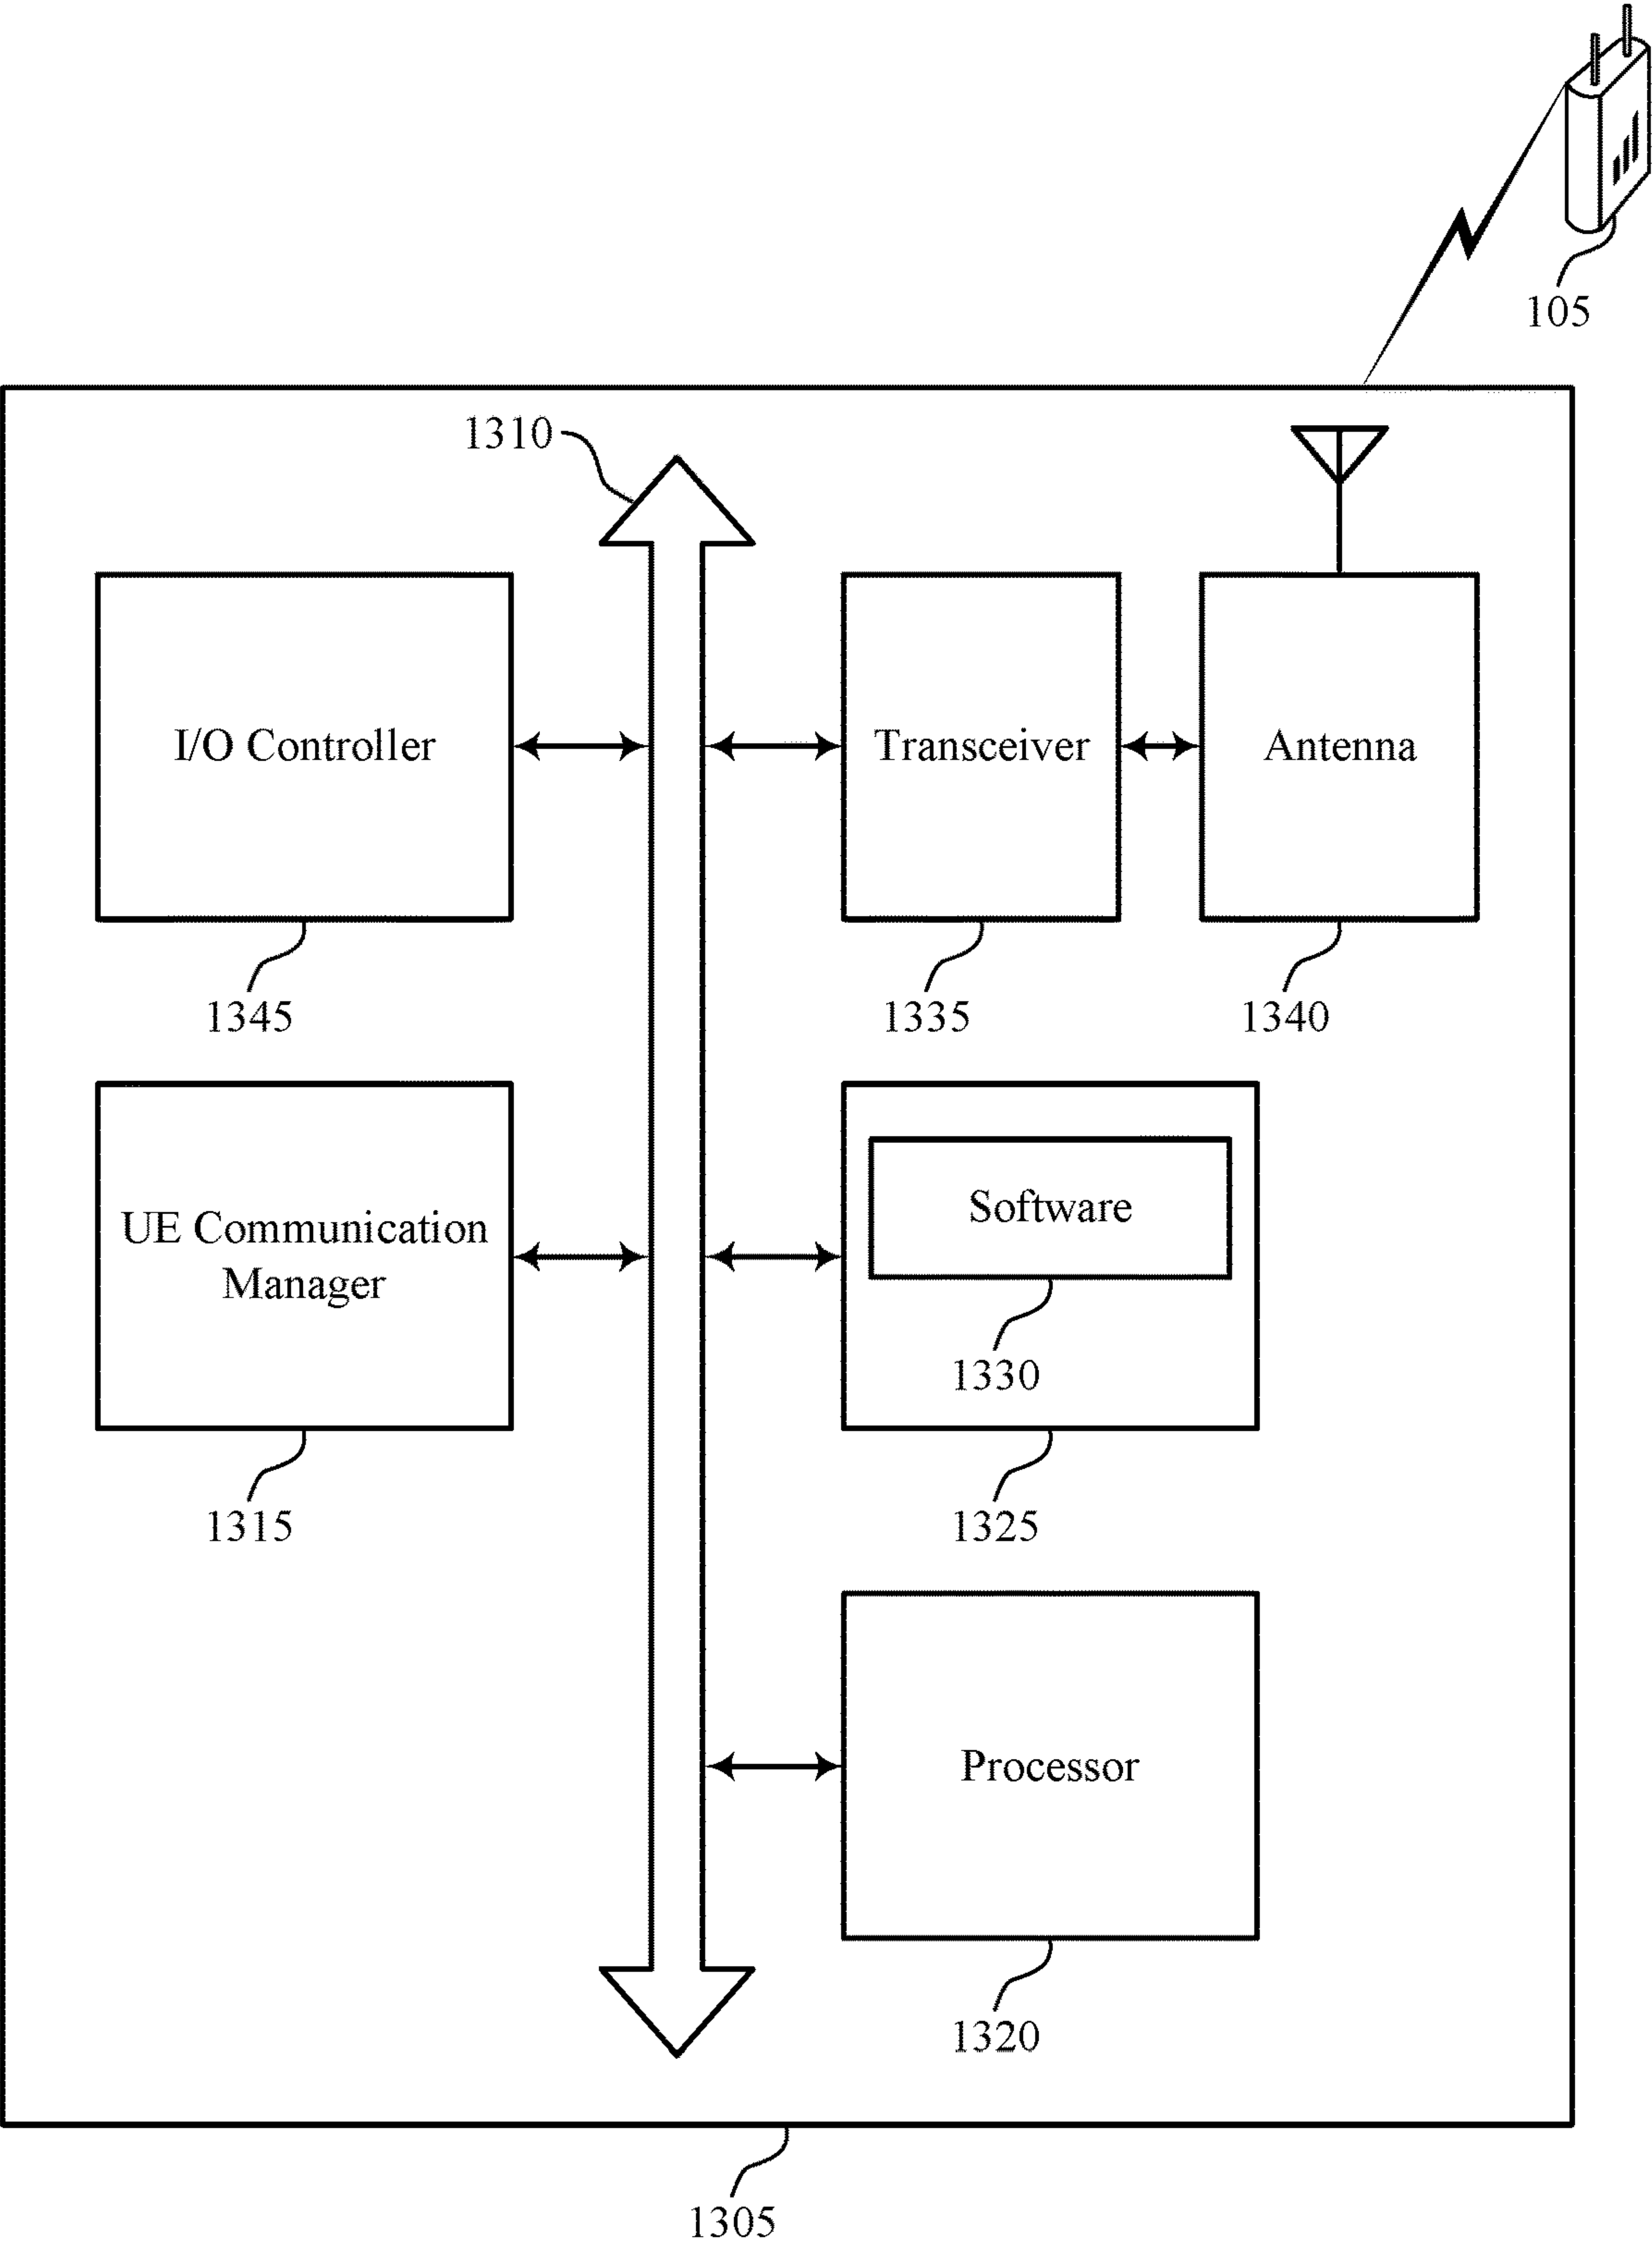 105
1310
I/O Controller
Transceiver
Antenna
1345
1335
1340
UE Communication
Manager
Software
1330
1315
1325
Processor
1320
1305